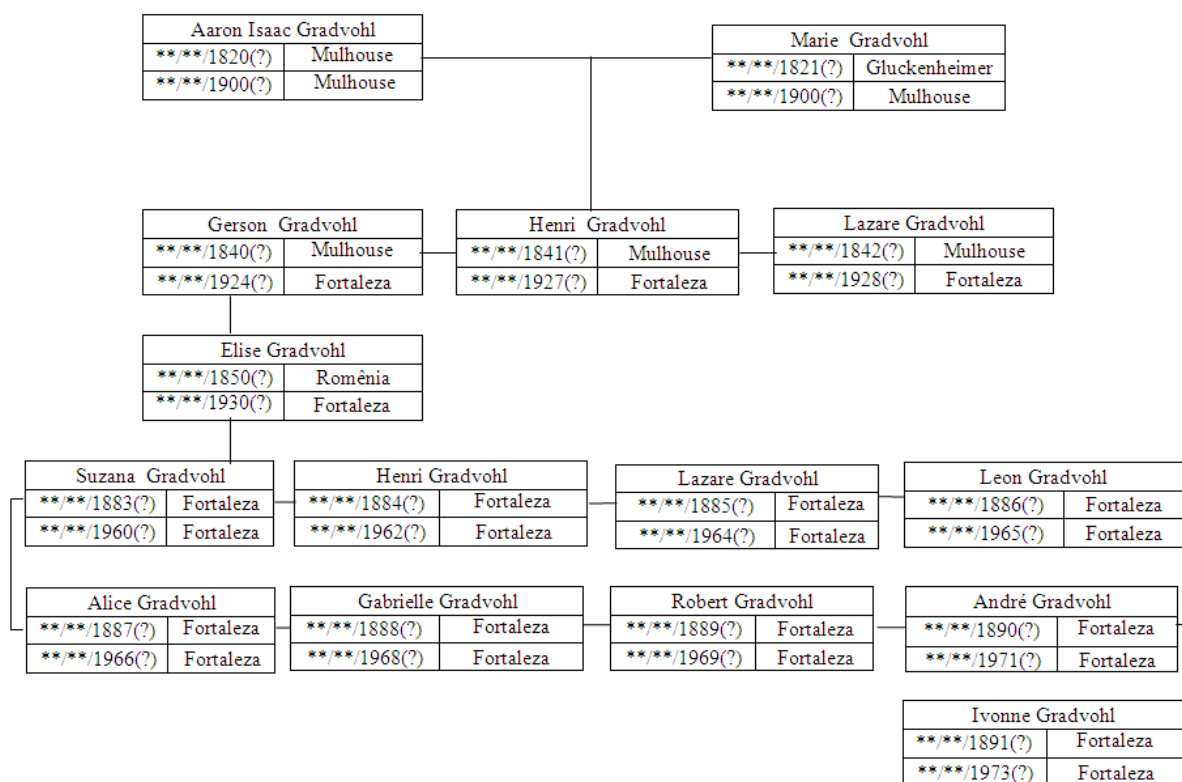 Aaron Isaac Gradvohl
**/**/1820(?) Mulhouse
**/**/1900(?) Mulhouse
Marie Gradvohl
**/**/1821(?) Gluckenheimer
**/**/1900(?) Mulhouse
Gerson Gradvohl
**/**/1840(?) Mulhouse
**/**/1924(?) Fortaleza
Henri Gradvohl
**/**/1841(?) Mulhouse
**/**/1927(?) Fortaleza
Lazare Gradvohl
**/**/1842(?) Mulhouse
**/**/1928(?) Fortaleza
Elise Gradvohl
**/**/1850(?) Romênia
**/**/1930(?) Fortaleza
Suzana Gradvohl
**/**/1883(?) Fortaleza
**/**/1960(?) Fortaleza
Henri Gradvohl
**/**/1884(?) Fortaleza
**/**/1962(?) Fortaleza
Lazare Gradvohl
**/**/1885(?) Fortaleza
**/**/1964(?) Fortaleza
Leon Gradvohl
**/**/1886(?) Fortaleza
**/**/1965(?) Fortaleza
Alice Gradvohl
**/**/1887(?) Fortaleza
**/**/1966(?) Fortaleza
Gabrielle Gradvohl
**/**/1888(?) Fortaleza
**/**/1968(?) Fortaleza
Robert Gradvohl
**/**/1889(?) Fortaleza
**/**/1969(?) Fortaleza
André Gradvohl
**/**/1890(?) Fortaleza
**/**/1971(?) Fortaleza
Ivonne Gradvohl
**/**/1891(?) Fortaleza
**/**/1973(?) Fortaleza